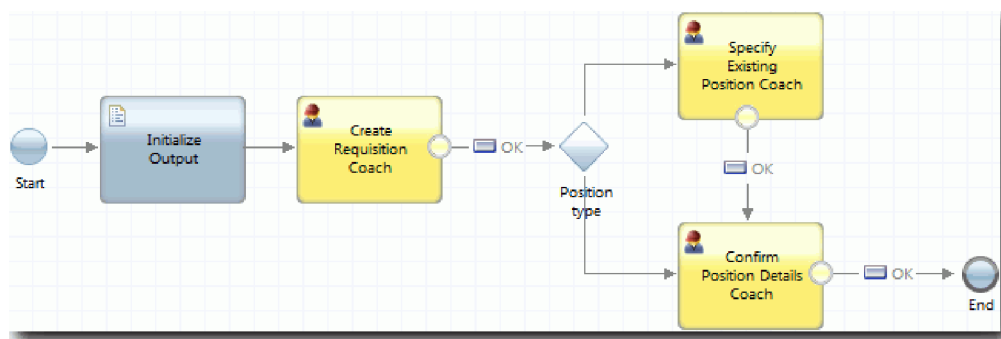 Start
Initialize
Output
Create
Requisition
Coach
OK
Position
type
Specify
Existing
Position Coach
OK
Confirm
Position Details
Coach
OK
End